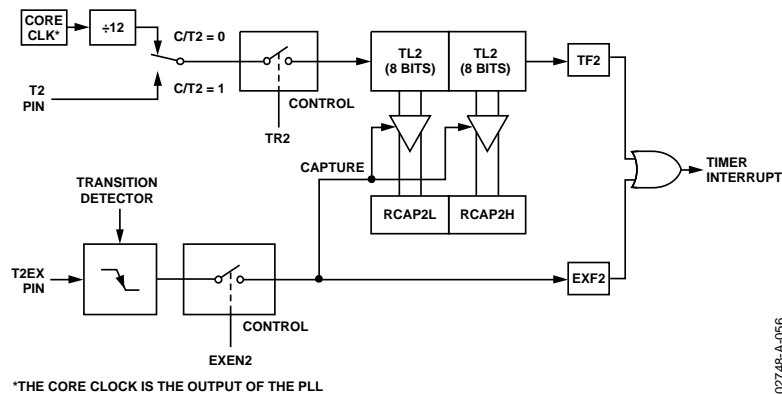 CORE
CLK*
÷12
C/T2 = 0
T2
PIN
C/T2 = 1
CONTROL
TR2
TL2
(8 BITS)
TL2
(8 BITS)
TF2
CAPTURE
RCAP2L
RCAP2H
TIMER
INTERRUPT
TRANSITION
DETECTOR
T2EX
PIN
CONTROL
EXEN2
EXF2
*THE CORE CLOCK IS THE OUTPUT OF THE PLL
02748-A-056